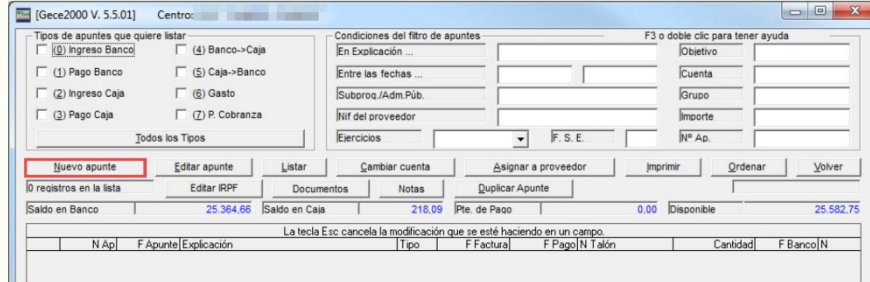 [Gece2000 V. 5.5.01] Centro:
Tipos de apuntes que quiere listar
(0) Ingreso Banco (4) Banco->Caja
(1) Pago Banco (5) Caja->Banco
(2) Ingreso Caja (6) Gasto
(3) Pago Caja (7) P. Cobranza
Todos los Tipos
Condiciones del filtro de apuntes F3 o doble clic para tener ayuda
En Explicación ... Objetivo
Entre las fechas ... Cuenta
Subprog./Adm.Púb. Grupo
Nif del proveedor Importe
Ejercicios F. S. E. Nº Ap.
Nuevo apunte Editar apunte Listar Cambiar cuenta Asignar a proveedor Imprimir Ordenar Volver
0 registros en la lista Editar IRPF Documentos Notas Duplicar Apunte
Saldo en Banco 25.364,66 Saldo en Caja 218,09 Pte. de Pago 0,00 Disponible 25.582,75
La tecla Esc cancela la modificación que se esté haciendo en un campo.
N Ap F Apunte Explicación Tipo F Factura F Pago N Talón Cantidad F Banco N